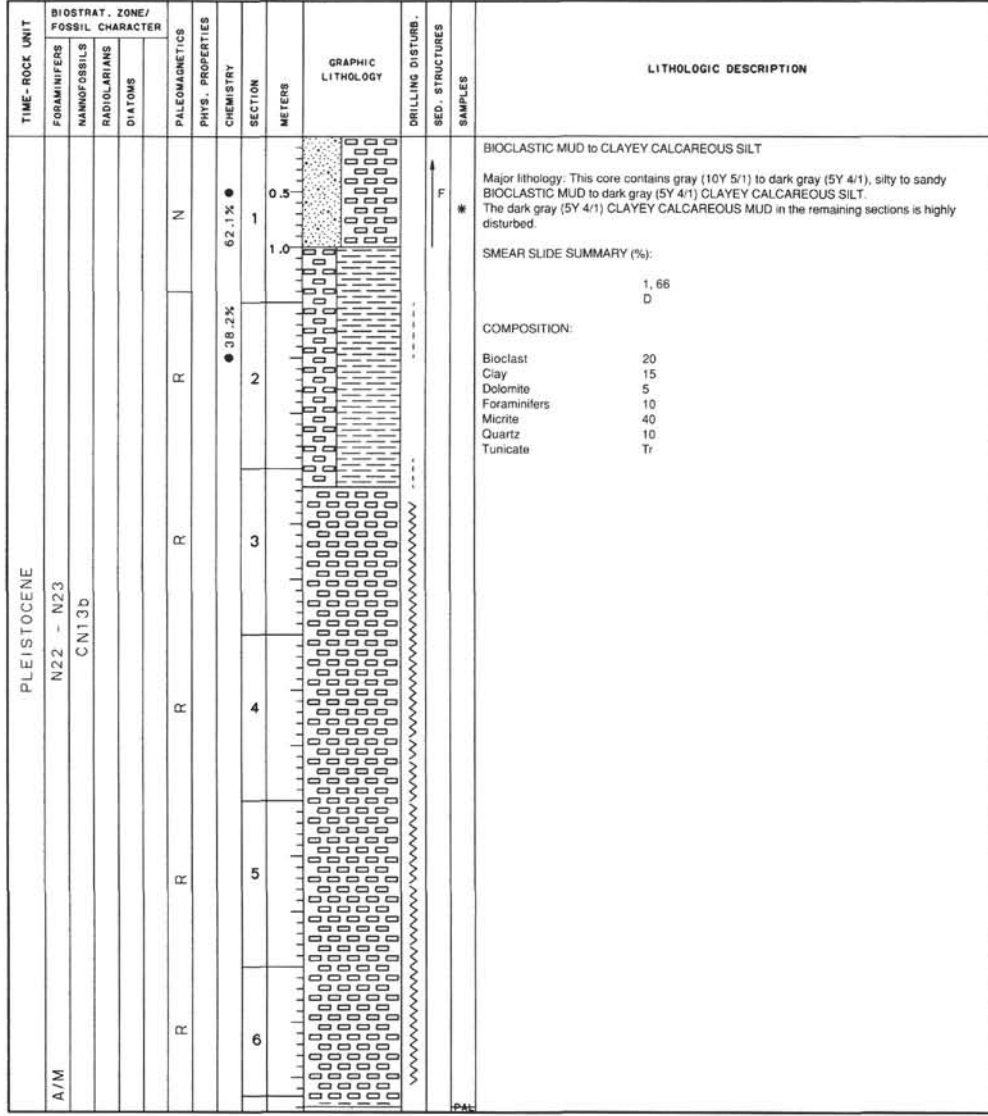 TIME-ROCK UNIT
BIOSTRAT. ZONE/
FOSSIL CHARACTER
FORAMINIFERS
NANNOFOSSILS
RADIOLARIANS
DIATOMS
PALEOMAGNETICS
PHYS. PROPERTIES
CHEMISTRY
SECTION
METERS
GRAPHIC
LITHOLOGY
DRILLING DISTURB.
SED. STRUCTURES
SAMPLES
LITHOLOGIC DESCRIPTION
PLEISTOCENE
N22 - N23
A/M
CN13b
N
R
R
R
R
R
62.1%
38.2%
1
2
3
4
5
6
0.5
1.0
F
*
PAL
BIOCLASTIC MUD to CLAYEY CALCAREOUS SILT
Major lithology: This core contains gray (10Y 5/1) to dark gray (5Y 4/1), silty to sandy
BIOCLASTIC MUD to dark gray (5Y 4/1) CLAYEY CALCAREOUS SILT.
The dark gray (5Y 4/1) CLAYEY CALCAREOUS MUD in the remaining sections is highly
disturbed.
SMEAR SLIDE SUMMARY (%):
1, 66
D
COMPOSITION:
Bioclast 20
Clay 15
Dolomite 5
Foraminifers 10
Micrite 40
Quartz 10
Tunicate Tr